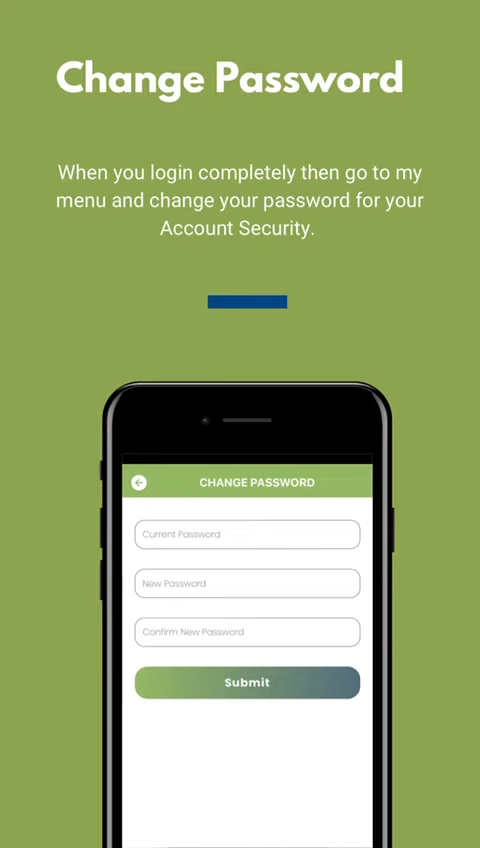 Change Password
When you login completely then go to my
menu and change your password for your
Account Security.
CHANGE PASSWORD
Current Password
New Password
Confirm New Password
Submit